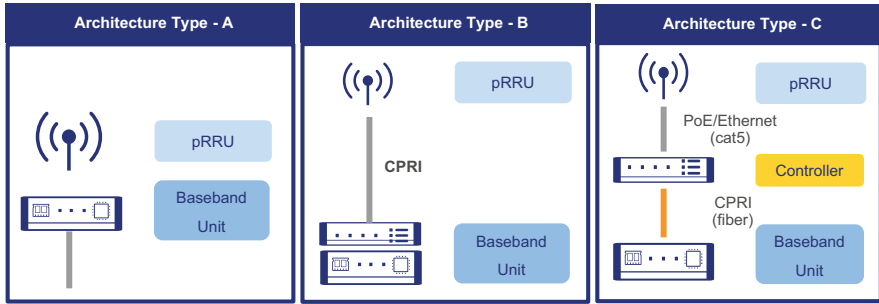 Architecture Type - A
pRRU
Baseband
Unit
Architecture Type - B
pRRU
CPRI
Baseband
Unit
Architecture Type - C
pRRU
PoE/Ethernet
(cat5)
Controller
CPRI
(fiber)
Baseband
Unit